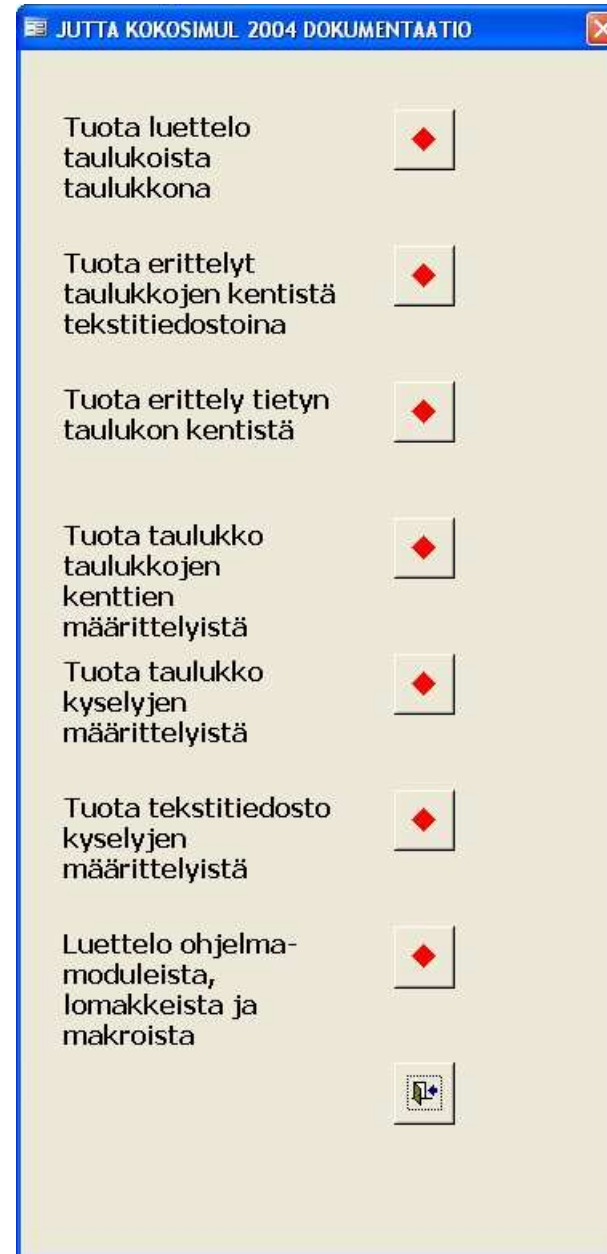 JUTTA KOKOSIMUL 2004 DOKUMENTAATIO
Tuota luettelo
taulukoista
taulukkona
Tuota erittelyt
taulukkojen kentistä
tekstitiedostoina
Tuota erittely tietyn
taulukon kentistä
Tuota taulukko
taulukkojen
kenttien
määrittelyistä
Tuota taulukko
kyselyjen
määrittelyistä
Tuota tekstitiedosto
kyselyjen
määrittelyistä
Luettelo ohjelma-
moduleista,
lomakkeista ja
makroista